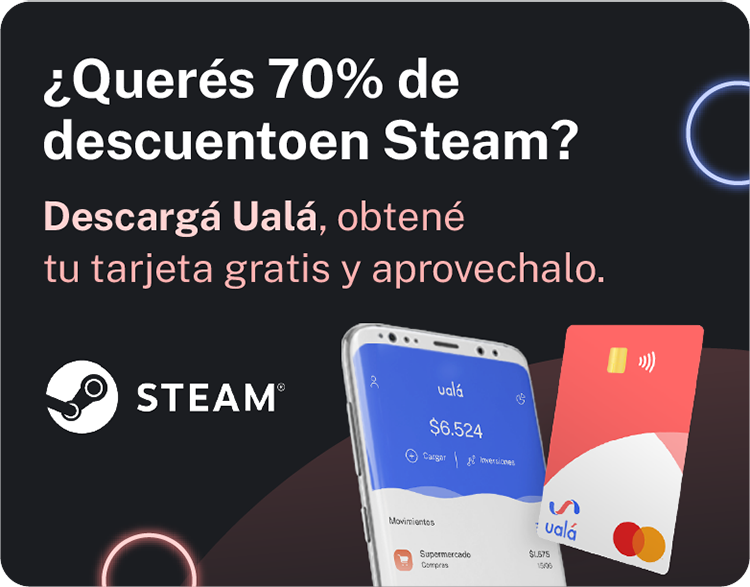 ¿Querés 70% de
descuentoen Steam?
Descargá Ualá, obtené
tu tarjeta gratis y aprovechalo.
STEAM®
ualá
$6.524
Cargar
Inversiones
Movimientos
Supermercado
$1.575
Compras
15/06
ualá